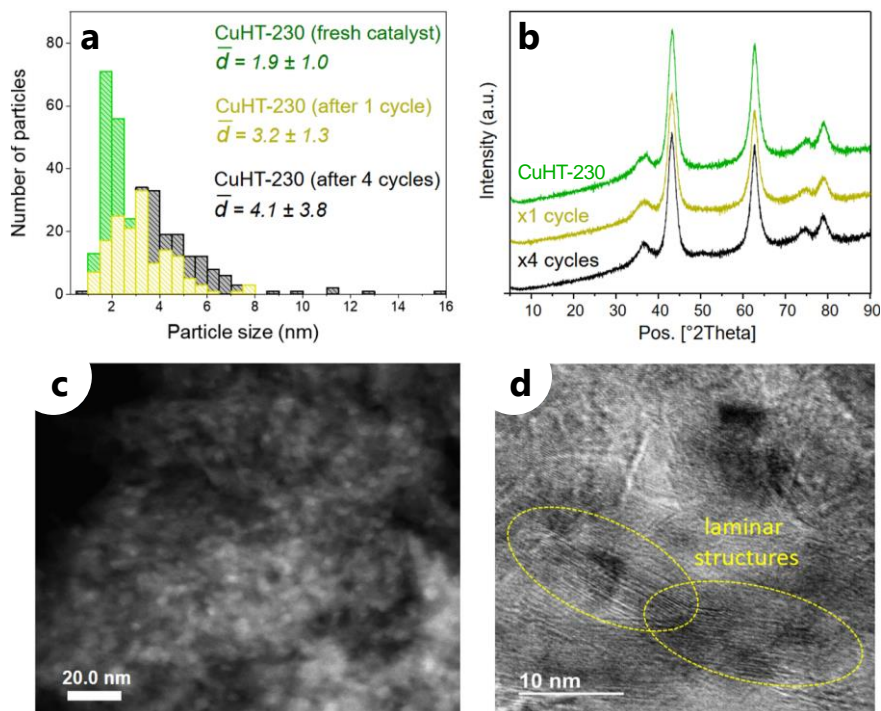 a
CuHT-230 (fresh catalyst)
d = 1.9 ± 1.0
CuHT-230 (after 1 cycle)
d = 3.2 ± 1.3
CuHT-230 (after 4 cycles)
d = 4.1 ± 3.8
Number of particles
80
60
40
20
0
2 4 6 8 10 12 14 16
Particle size (nm)
b
Intensity (a.u.)
CuHT-230
x1 cycle
x4 cycles
10 20 30 40 50 60 70 80 90
Pos. [°2Theta]
c
20.0 nm
d
laminar
structures
10 nm